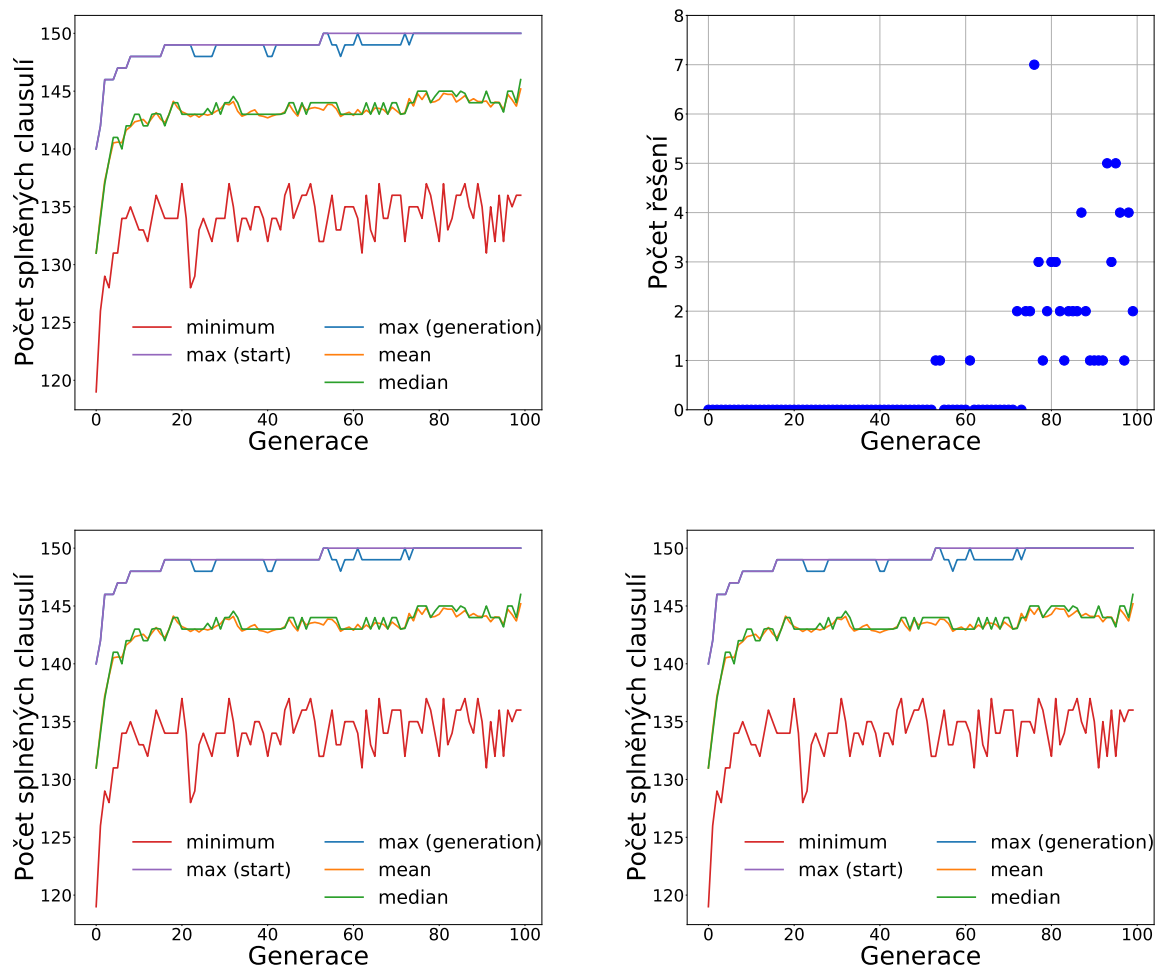 150
145
140
135
130
125
120
Počet splněných clausulí
minimum
max (start)
max (generation)
mean
median
0 20 40 60 80 100
Generace
8
7
6
5
4
3
2
1
0
Počet řešení
0 20 40 60 80 100
Generace
150
145
140
135
130
125
120
Počet splněných clausulí
minimum
max (start)
max (generation)
mean
median
0 20 40 60 80 100
Generace
150
145
140
135
130
125
120
Počet splněných clausulí
minimum
max (start)
max (generation)
mean
median
0 20 40 60 80 100
Generace